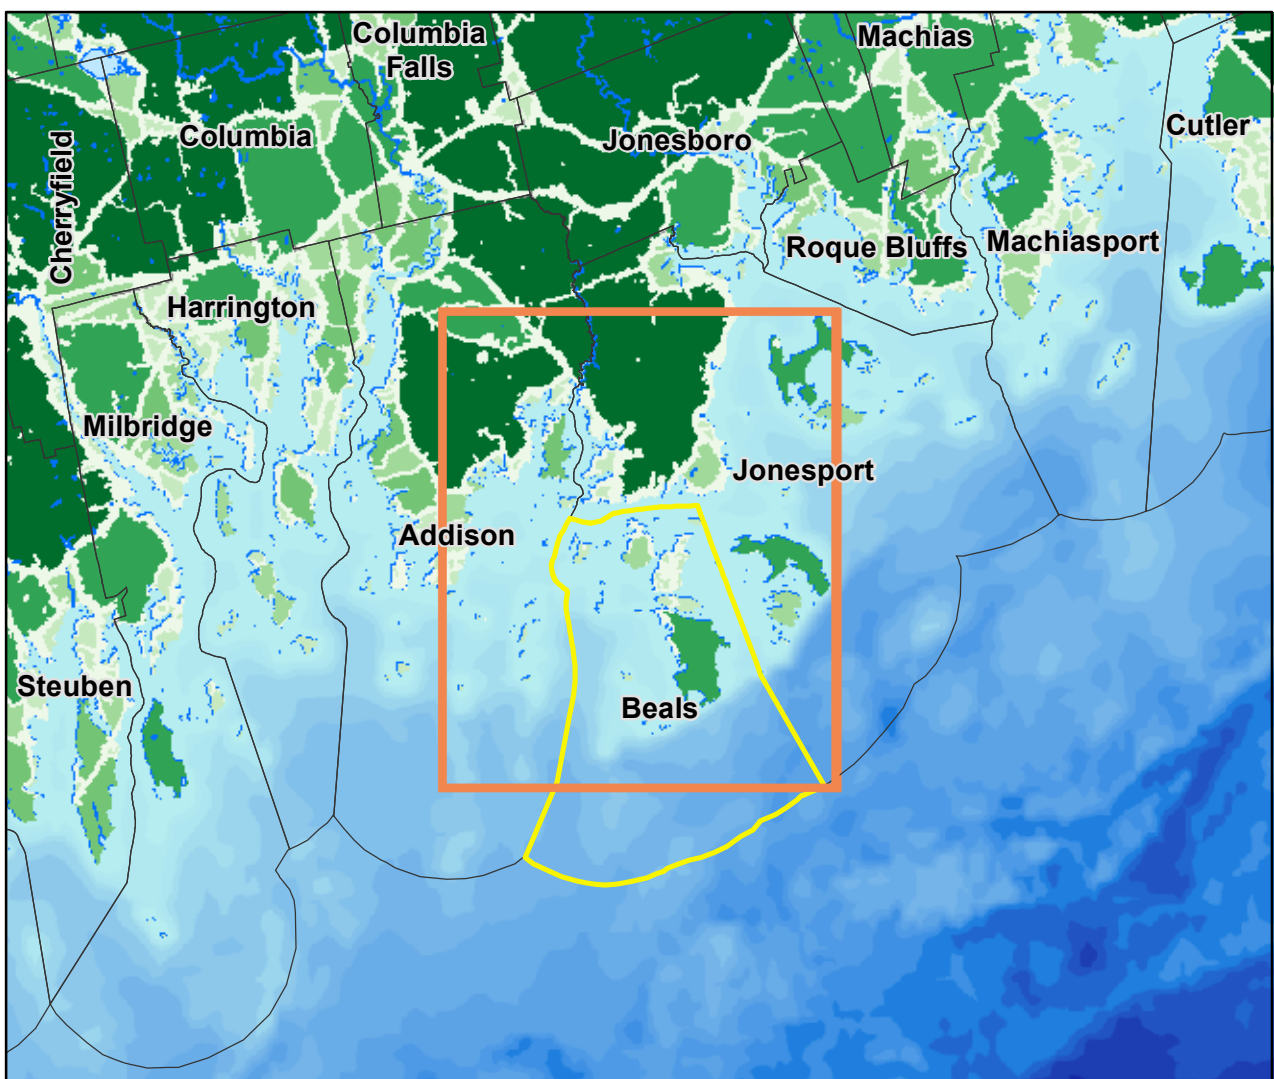 Columbia
Falls
Machias
Cutler
Columbia
Jonesboro
Cherryfield
Roque Bluffs
Machiasport
Harrington
Milbridge
Jonesport
Addison
Steuben
Beals